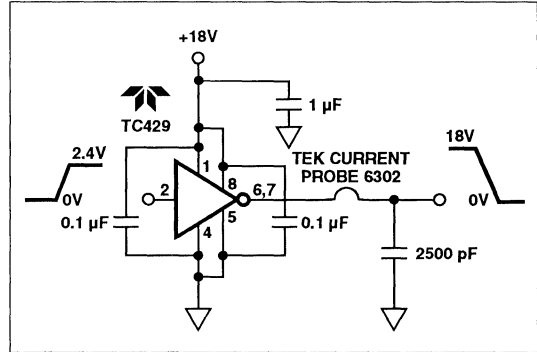 +18V
TC429
1 µF
18V
TEK CURRENT
PROBE 6302
2.4V
0V
0V
1
8
2
6,7
0.1 µF
5
0.1 µF
4
2500 pF